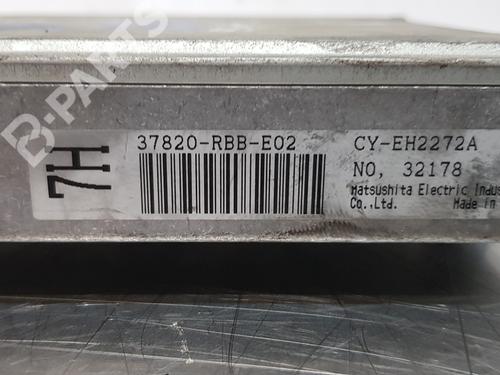 B-PARTS
7H
37820-RBB-E02
CY-EH2272A
NO, 32178
Matsushita Electric Indus
Co.,Ltd. Made in